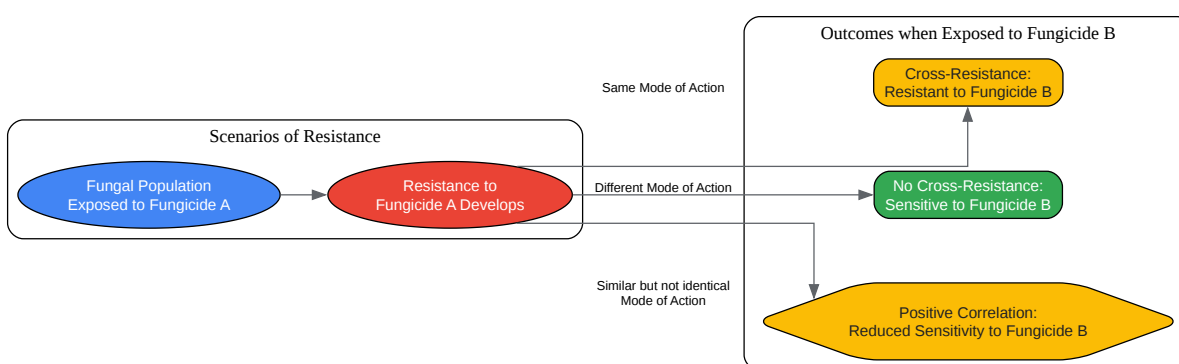 Scenarios of Resistance
Fungal Population
Exposed to Fungicide A
Resistance to
Fungicide A Develops
Same Mode of Action
Different Mode of Action
Similar but not identical
Mode of Action
Outcomes when Exposed to Fungicide B
Cross-Resistance:
Resistant to Fungicide B
No Cross-Resistance:
Sensitive to Fungicide B
Positive Correlation:
Reduced Sensitivity to Fungicide B